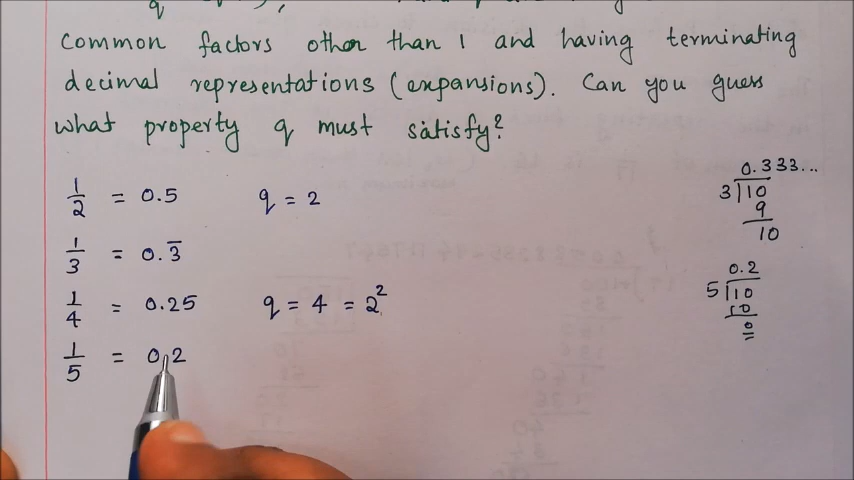 q
common factors other than 1 and having terminating
decimal representations (expansions). Can you guess
what property q must satisfy?
1/2 = 0.5 q = 2
1/3 = 0.3̅
1/4 = 0.25 q = 4 = 2²
1/5 = 0.2
0.333...
3 10
9
10
0.2
5 10
10
0